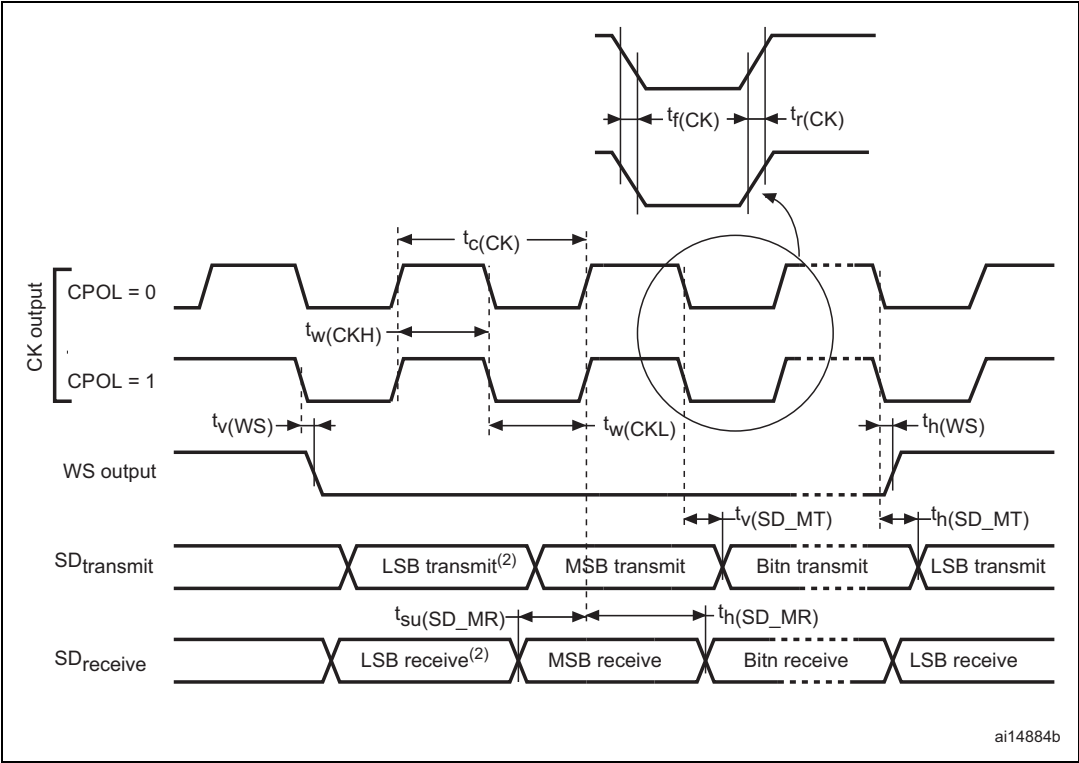 tf(CK)
tr(CK)
tc(CK)
CK output
CPOL = 0
tw(CKH)
CPOL = 1
tv(WS)
tw(CKL)
th(WS)
WS output
tv(SD_MT)
th(SD_MT)
SDtransmit
LSB transmit(2)
MSB transmit
Bitn transmit
LSB transmit
tsu(SD_MR)
th(SD_MR)
SDreceive
LSB receive(2)
MSB receive
Bitn receive
LSB receive
ai14884b